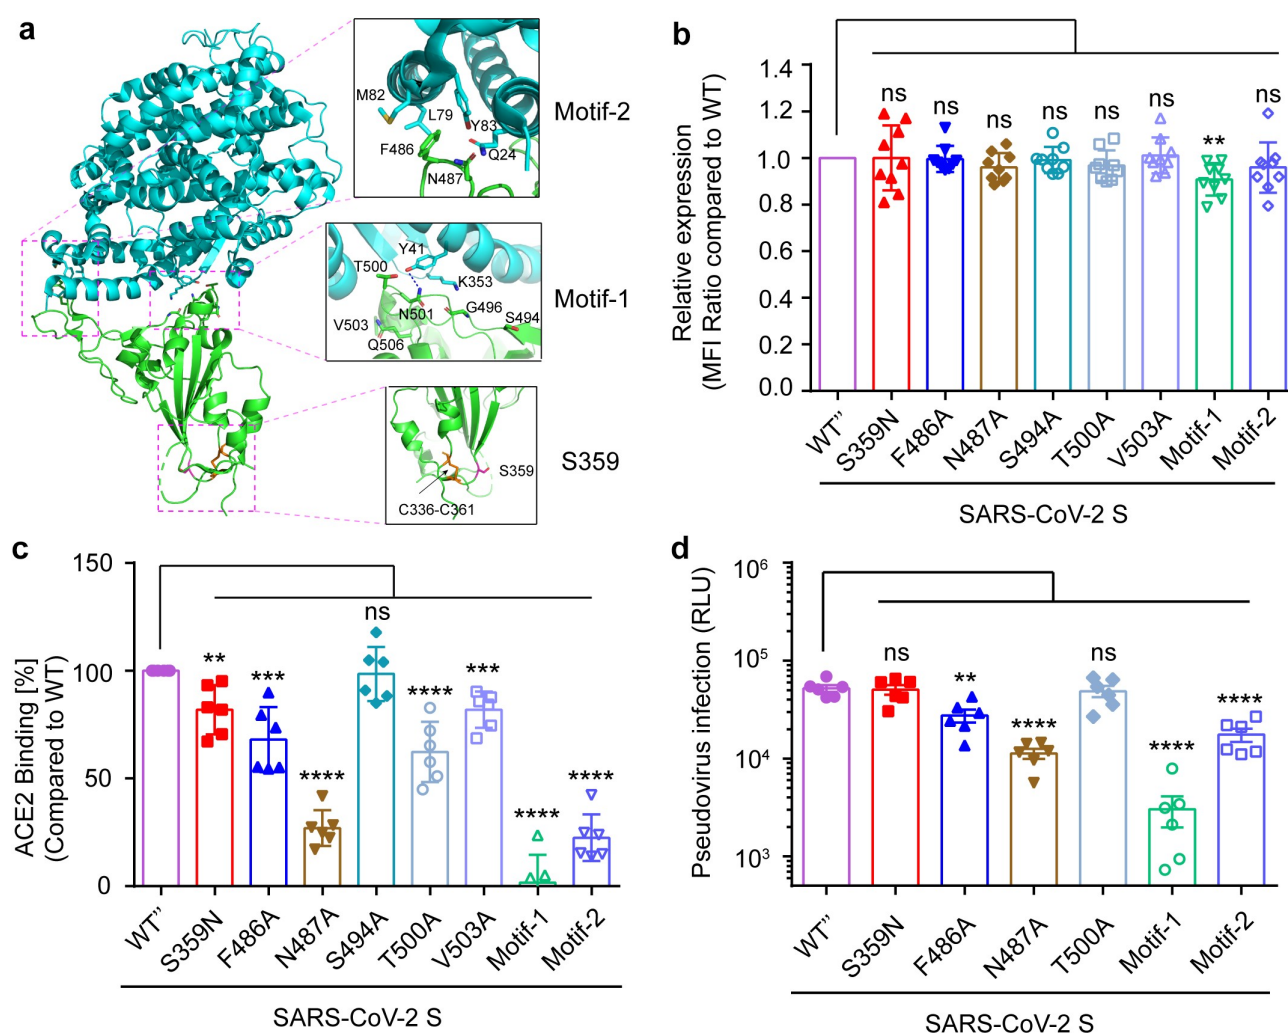 a
M82
L79
Y83
F486
Q24
N487
Motif-2
Y41
T500
K353
G496
N501
S494
V503
Q506
Motif-1
S359
C336-C361
S359
b
Relative expression
(MFI Ratio compared to WT)
1.4
1.2
1.0
0.8
0.6
0.4
0.2
0.0
ns
ns
ns
ns
ns
ns
**
ns
WT”
S359N
F486A
N487A
S494A
T500A
V503A
Motif-1
Motif-2
SARS-CoV-2 S
c
ACE2 Binding [%]
(Compared to WT)
150
100
50
0
**
***
****
ns
****
***
****
****
WT”
S359N
F486A
N487A
S494A
T500A
V503A
Motif-1
Motif-2
SARS-CoV-2 S
d
Pseudovirus infection (RLU)
10⁶
10⁵
10⁴
10³
ns
**
****
ns
****
****
WT”
S359N
F486A
N487A
T500A
Motif-1
Motif-2
SARS-CoV-2 S